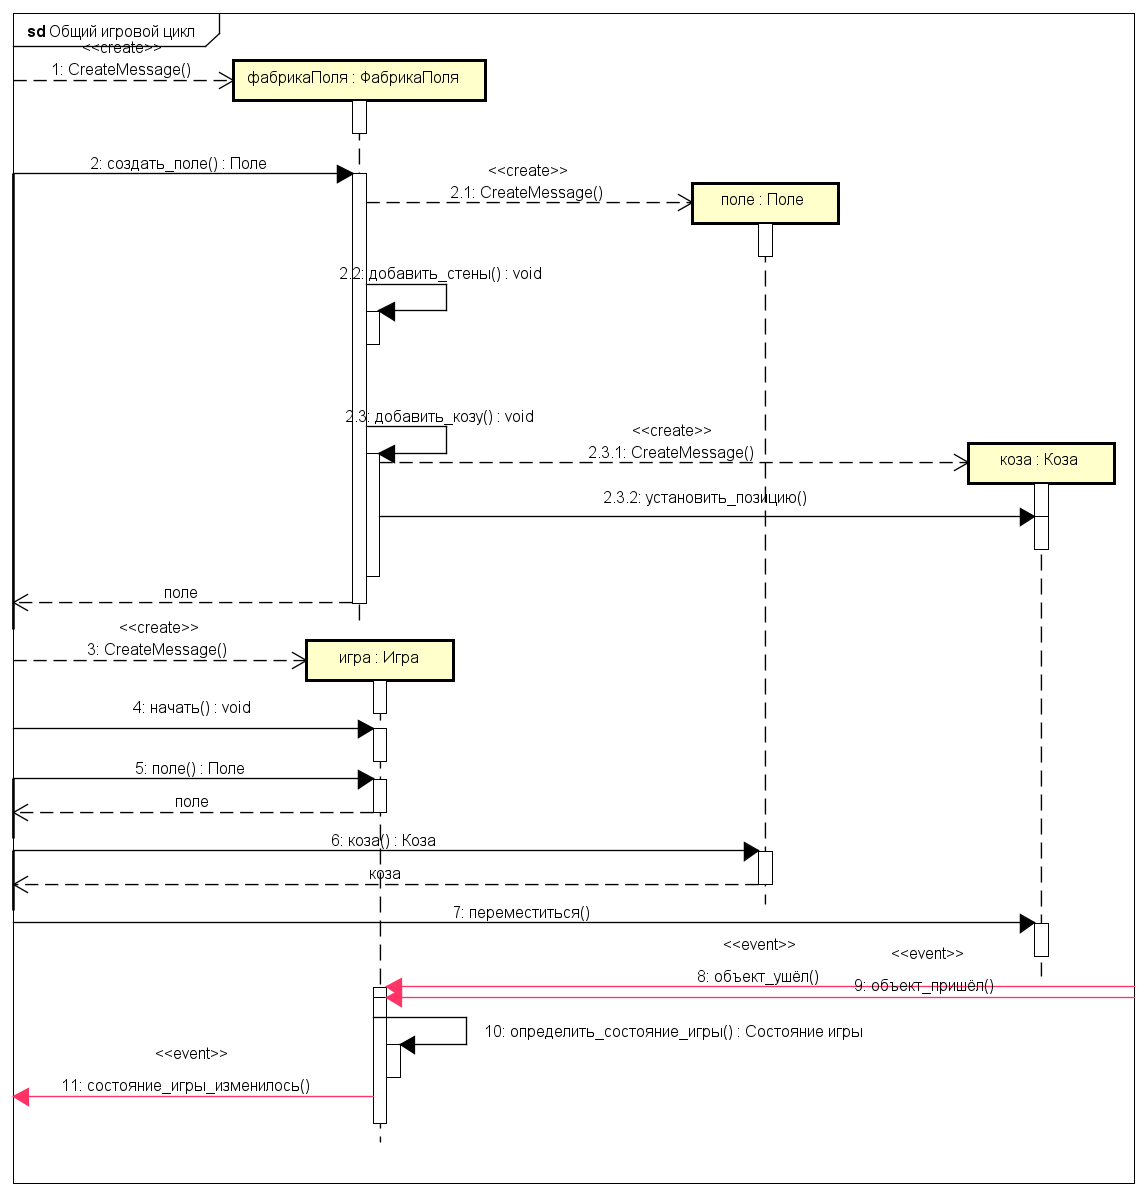 sd Общий игровой цикл
<<create>>
1: CreateMessage()
фабрикаПоля : ФабрикаПоля
2: создать_поле() : Поле
<<create>>
2.1: CreateMessage()
поле : Поле
2.2: добавить_стены() : void
2.3: добавить_козу() : void
<<create>>
2.3.1: CreateMessage()
коза : Коза
2.3.2: установить_позицию()
поле
<<create>>
3: CreateMessage()
игра : Игра
4: начать() : void
5: поле() : Поле
поле
6: коза() : Коза
коза
7: переместиться()
<<event>>
<<event>>
8: объект_ушёл()
9: объект_пришёл()
10: определить_состояние_игры() : Состояние игры
<<event>>
11: состояние_игры_изменилось()